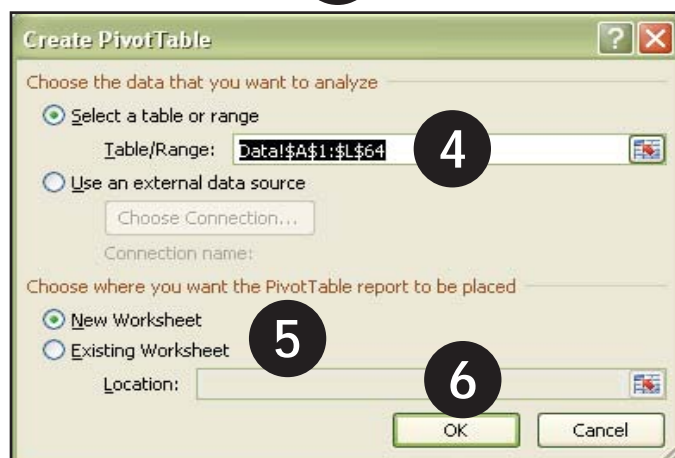 Create PivotTable
Choose the data that you want to analyze
Select a table or range
Table/Range: Data!$A$1:$L$64 4
Use an external data source
Choose Connection...
Connection name:
Choose where you want the PivotTable report to be placed
New Worksheet
5
Existing Worksheet
Location: 6
OK Cancel